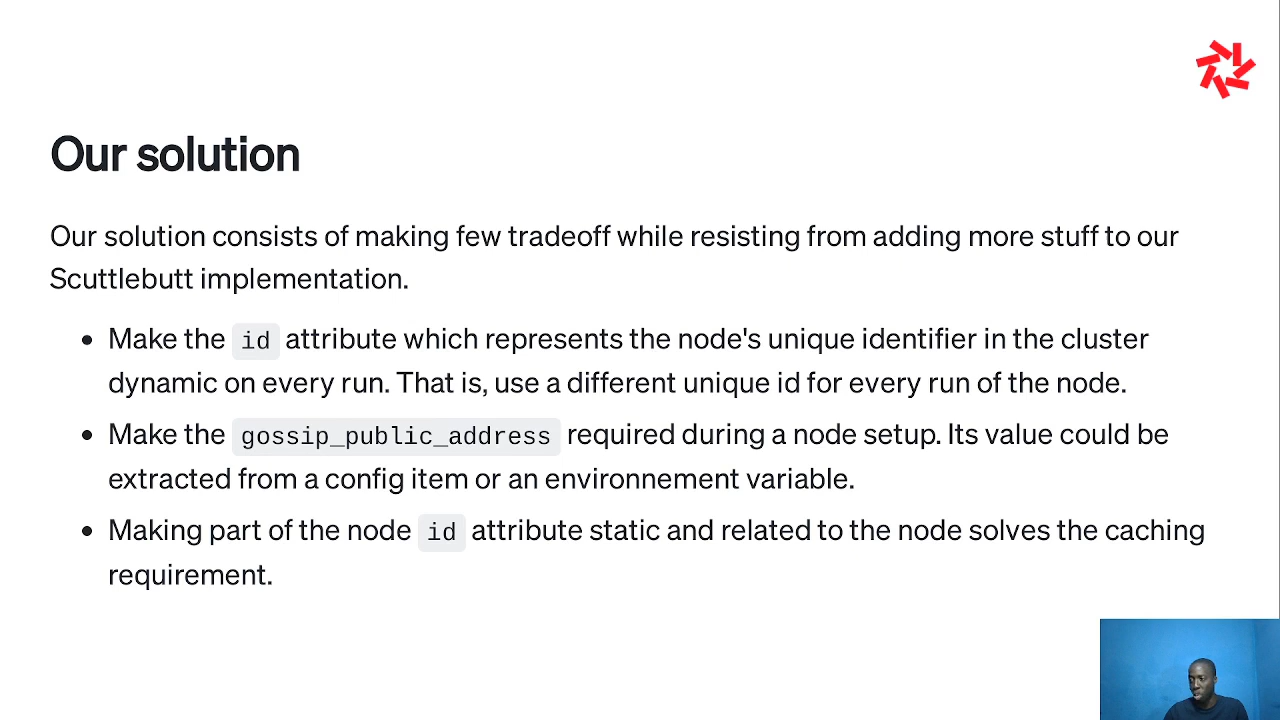 Our solution
Our solution consists of making few tradeoff while resisting from adding more stuff to our
Scuttlebutt implementation.
Make the id attribute which represents the node's unique identifier in the cluster
dynamic on every run. That is, use a different unique id for every run of the node.
Make the gossip_public_address required during a node setup. Its value could be
extracted from a config item or an environnement variable.
Making part of the node id attribute static and related to the node solves the caching
requirement.